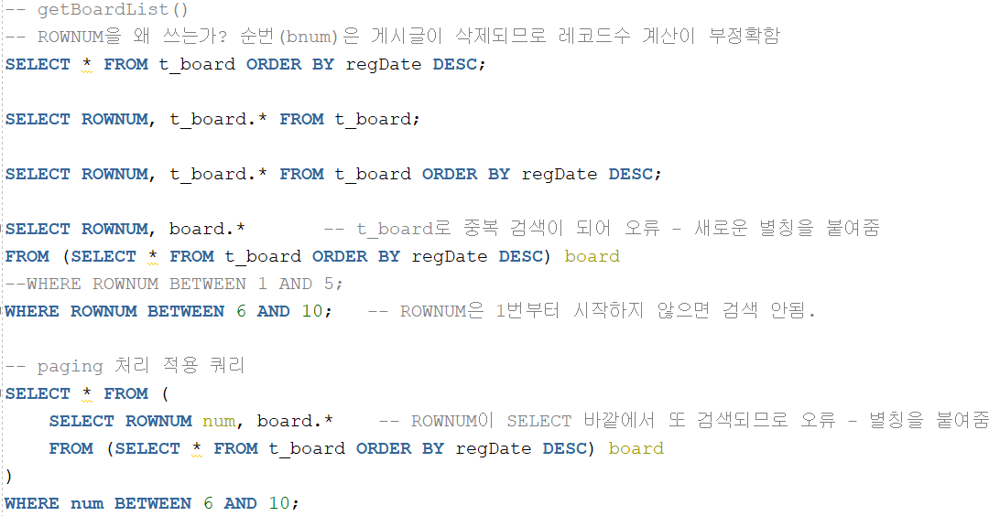 -- getBoardList()
-- ROWNUM을 왜 쓰는가? 순번(bnum)은 게시글이 삭제되므로 레코드수 계산이 부정확함
SELECT * FROM t_board ORDER BY regDate DESC;
SELECT ROWNUM, t_board.* FROM t_board;
SELECT ROWNUM, t_board.* FROM t_board ORDER BY regDate DESC;
SELECT ROWNUM, board.* -- t_board로 중복 검색이 되어 오류 - 새로운 별칭을 붙여줌
FROM (SELECT * FROM t_board ORDER BY regDate DESC) board
--WHERE ROWNUM BETWEEN 1 AND 5;
WHERE ROWNUM BETWEEN 6 AND 10; -- ROWNUM은 1번부터 시작하지 않으면 검색 안됨.
-- paging 처리 적용 쿼리
SELECT * FROM (
SELECT ROWNUM num, board.* -- ROWNUM이 SELECT 바깥에서 또 검색되므로 오류 - 별칭을 붙여줌
FROM (SELECT * FROM t_board ORDER BY regDate DESC) board
)
WHERE num BETWEEN 6 AND 10;